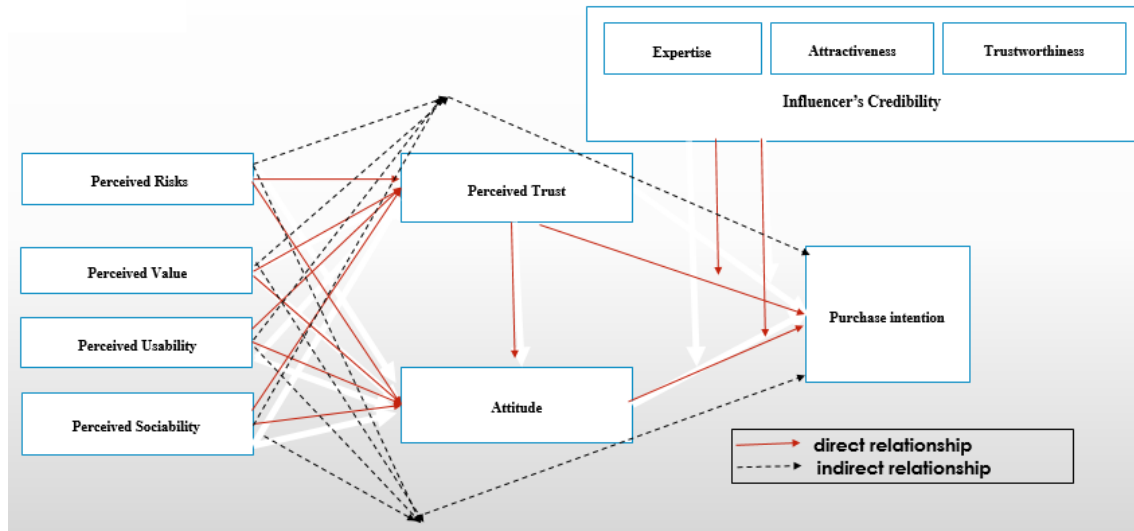 Expertise
Attractiveness
Trustworthiness
Influencer's Credibility
Perceived Risks
Perceived Trust
Perceived Value
Purchase intention
Perceived Usability
Attitude
Perceived Sociability
direct relationship
indirect relationship